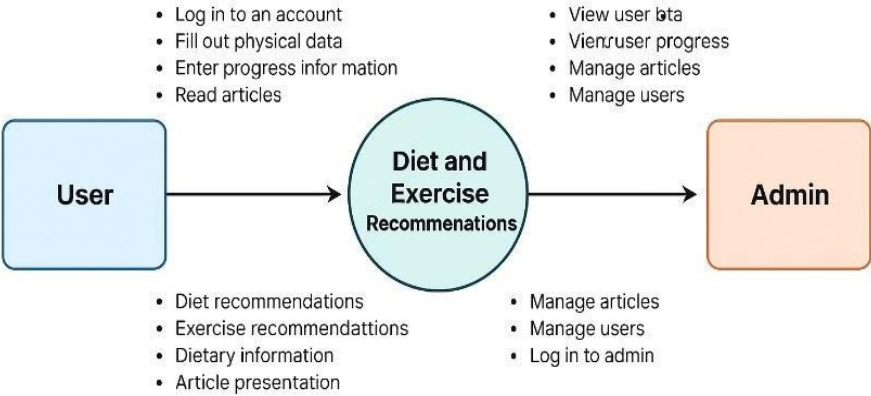 • Log in to an account
• Fill out physical data
• Enter progress infor mation
• Read articles
• View user
• progress
• Manage articles
• Manage users
User
Diet and
Exercise
Recommenations
Admin
• Diet recommendations
• Exercise recommendattions
• Dietary information
• Article presentation
• Manage articles
• Manage users
• Log in to admin